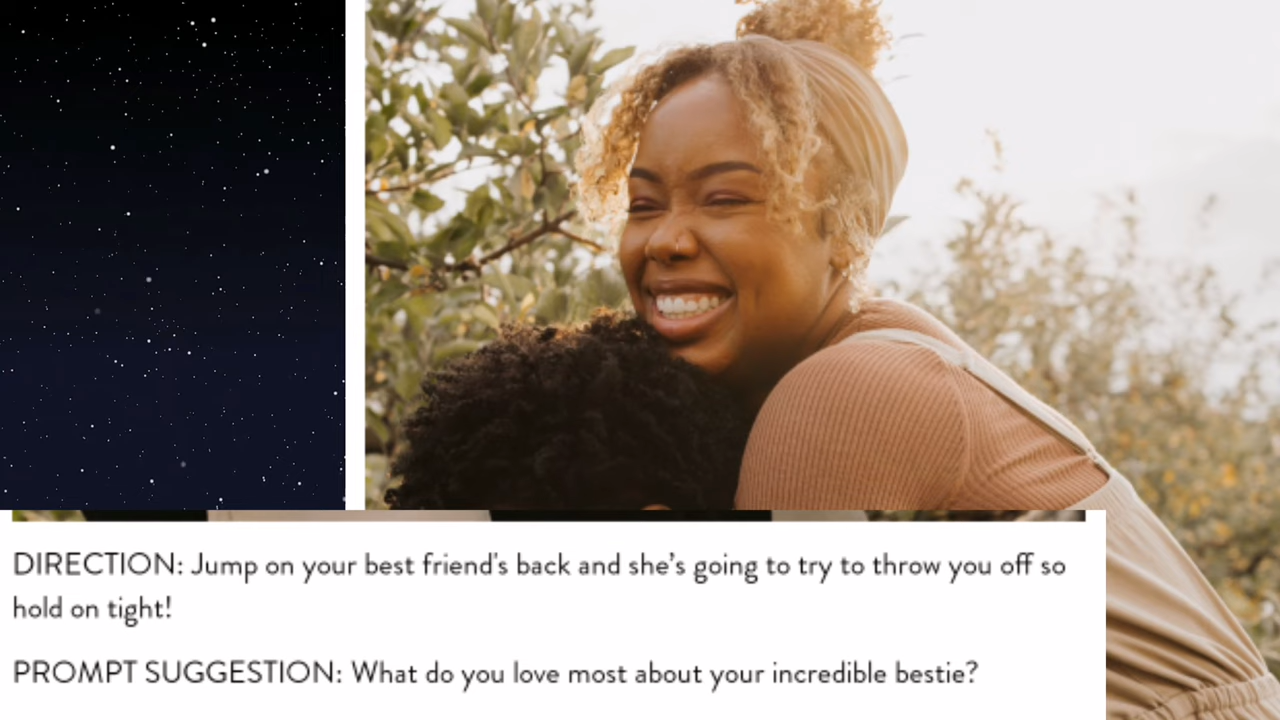 DIRECTION: Jump on your best friend's back and she’s going to try to throw you off so
hold on tight!
PROMPT SUGGESTION: What do you love most about your incredible bestie?